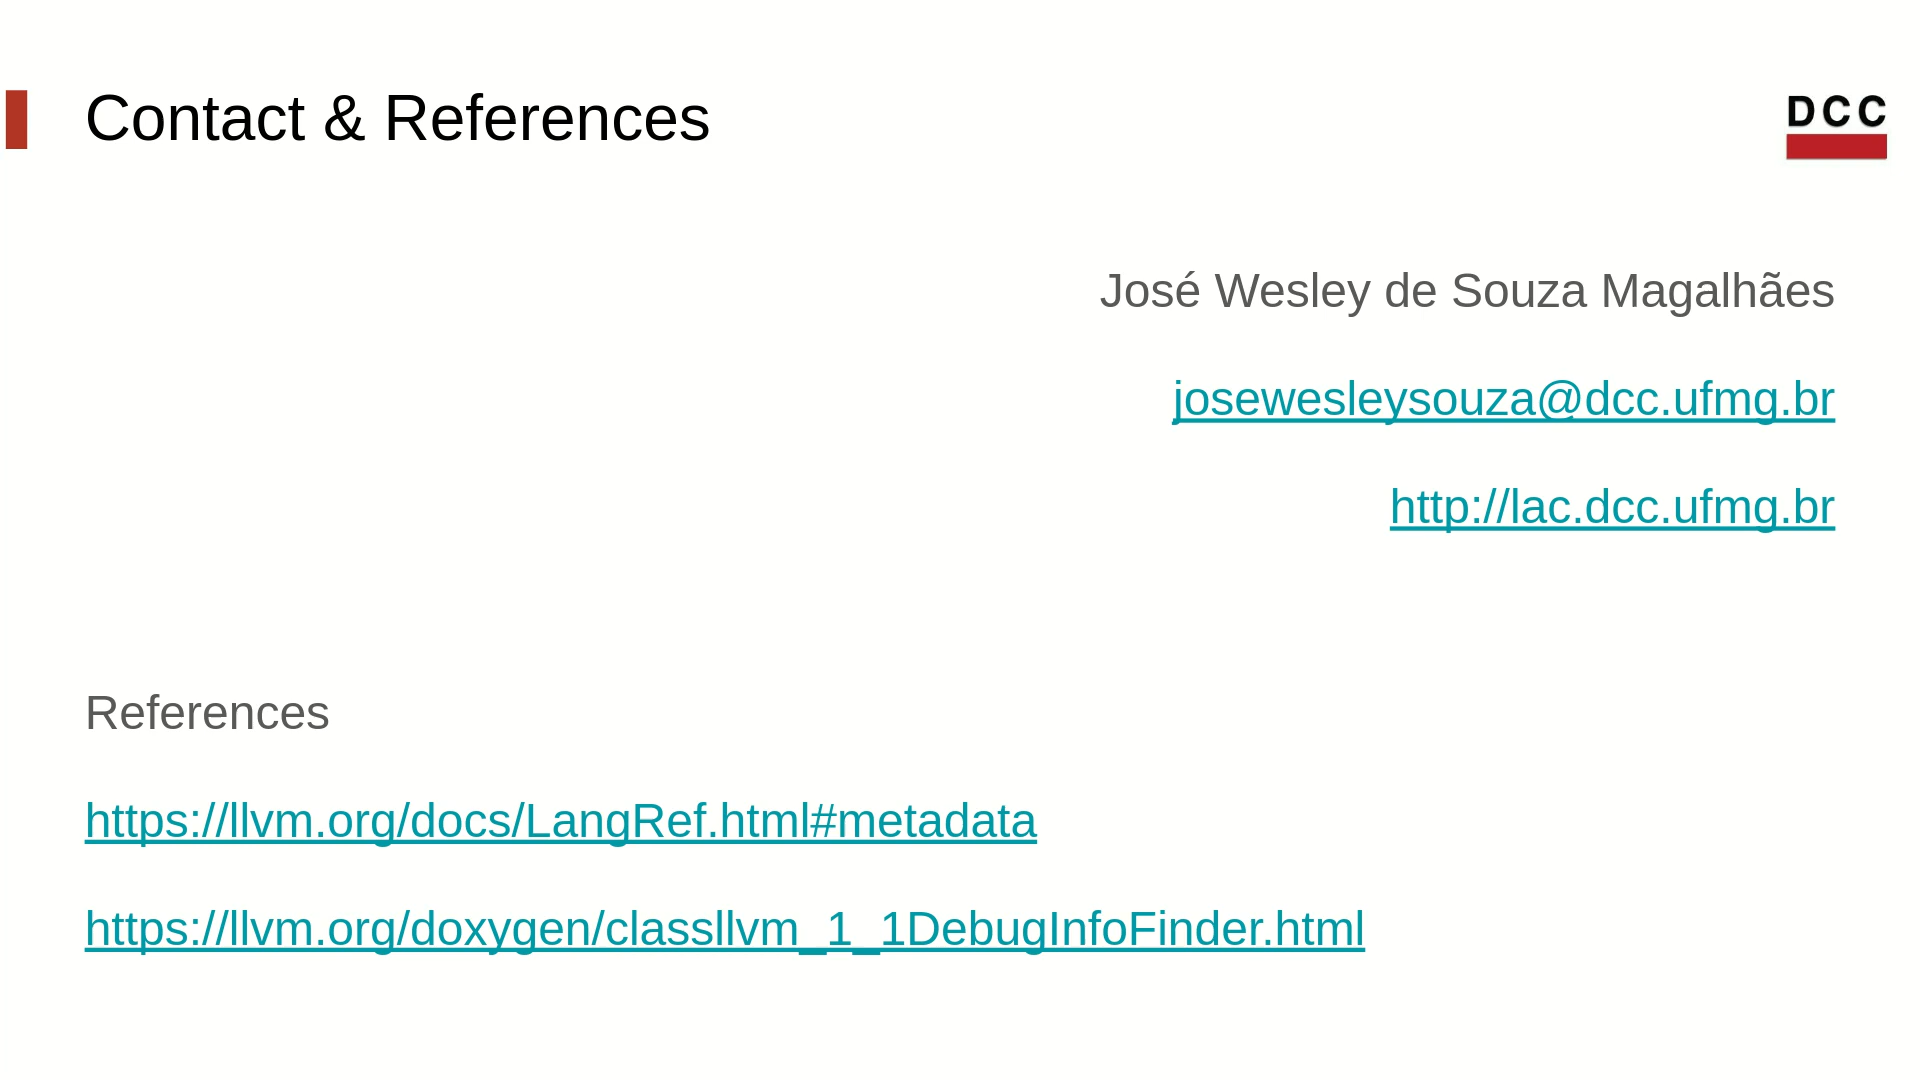 Contact & References
DCC
José Wesley de Souza Magalhães
josewesleysouza@dcc.ufmg.br
http://lac.dcc.ufmg.br
References
https://llvm.org/docs/LangRef.html#metadata
https://llvm.org/doxygen/classllvm_1_1DebugInfoFinder.html